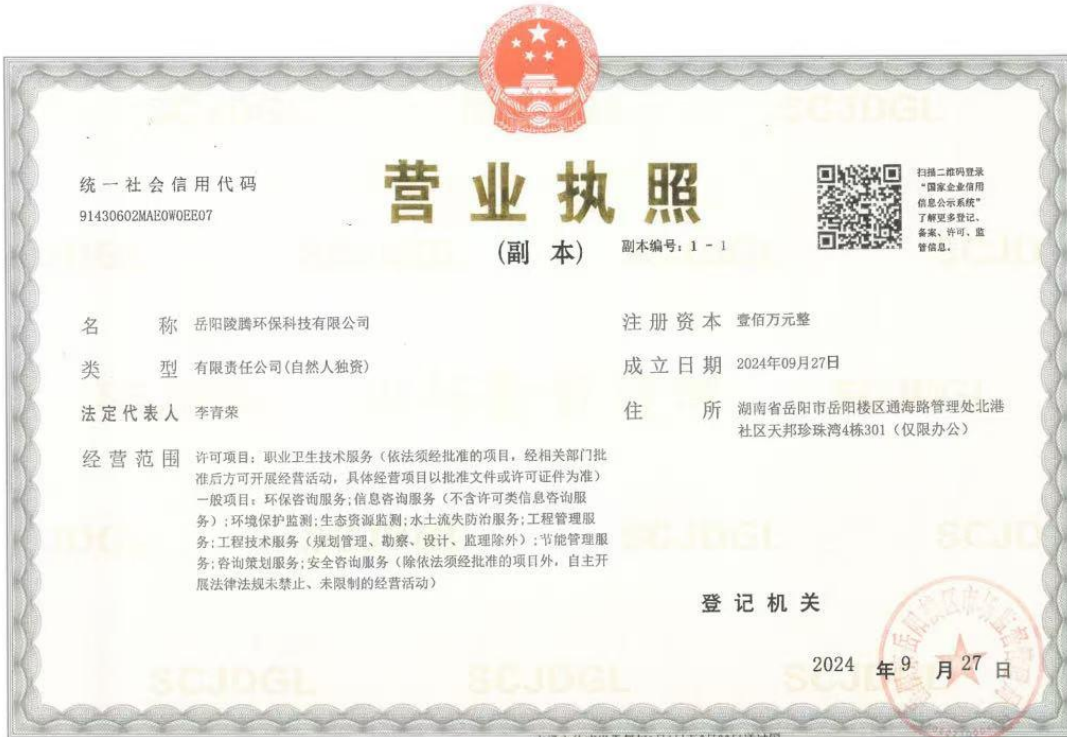 统一社会信用代码
91430602MAE0W0EE07
营业执照
(副 本)
副本编号: 1 - 1
扫描二维码登录
“国家企业信用
信息公示系统”
了解更多登记、
备案、许可、监
管信息。
名 称 岳阳陵腾环保科技有限公司
类 型 有限责任公司(自然人独资)
法定代表人 李青荣
经营范围 许可项目: 职业卫生技术服务（依法须经批准的项目, 经相关部门批
准后方可开展经营活动, 具体经营项目以批准文件或许可证件为准）
一般项目: 环保咨询服务;信息咨询服务（不含许可类信息咨询服
务）;环境保护监测;生态资源监测;水土流失防治服务;工程管理服
务;工程技术服务（规划管理、勘察、设计、监理除外）;节能管理服
务;咨询策划服务;安全咨询服务（除依法须经批准的项目外, 自主开
展法律法规未禁止、未限制的经营活动）
注册资本 壹佰万元整
成立日期 2024年09月27日
住 所 湖南省岳阳市岳阳楼区通海路管理处北港
社区天邦珍珠湾4栋301（仅限办公）
登记机关
2024 年 9 月 27 日
SCJDGL